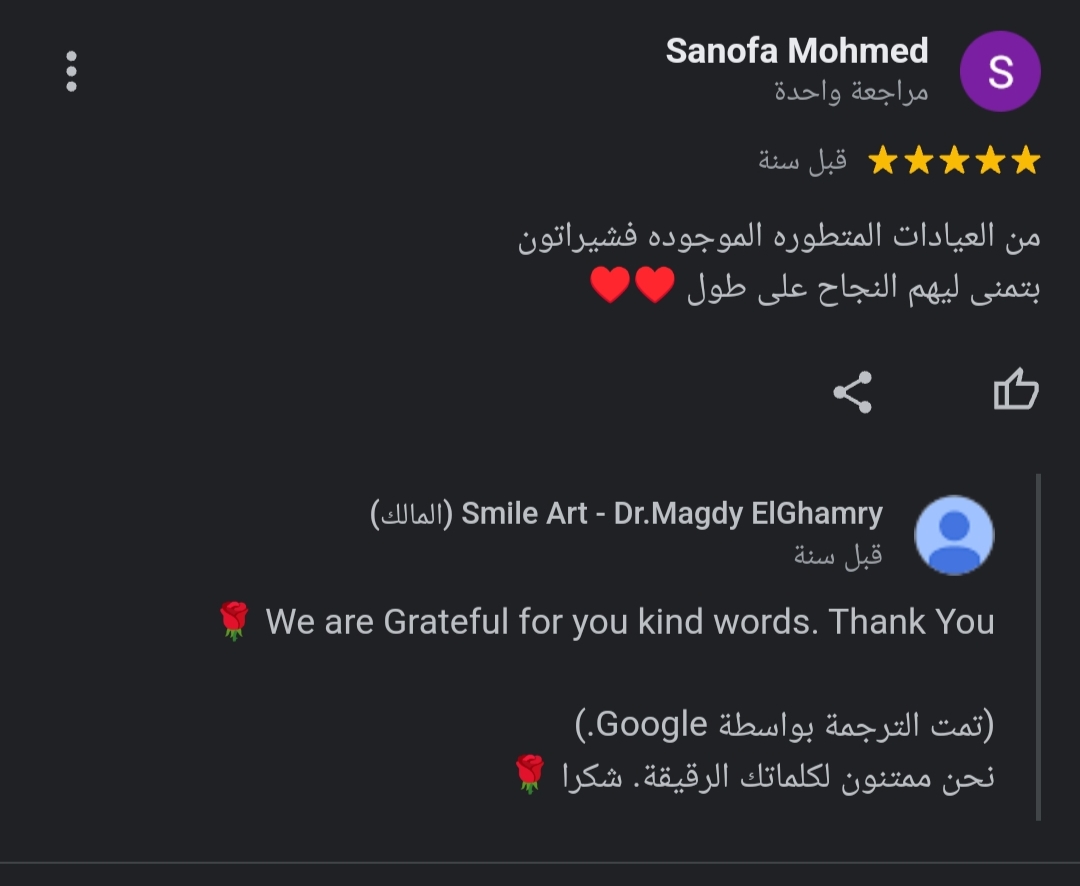 Sanofa Mohmed
S
مراجعة واحدة
قبل سنة
من العيادات المتطوره الموجوده فشيراتون
بتمنى ليهم النجاح على طول ❤️❤️
Smile Art - Dr.Magdy ElGhamry (المالك)
قبل سنة
We are Grateful for you kind words. Thank You 🌹
(تمت الترجمة بواسطة Google.)
نحن ممتنون لكلماتك الرقيقة. شكرا 🌹